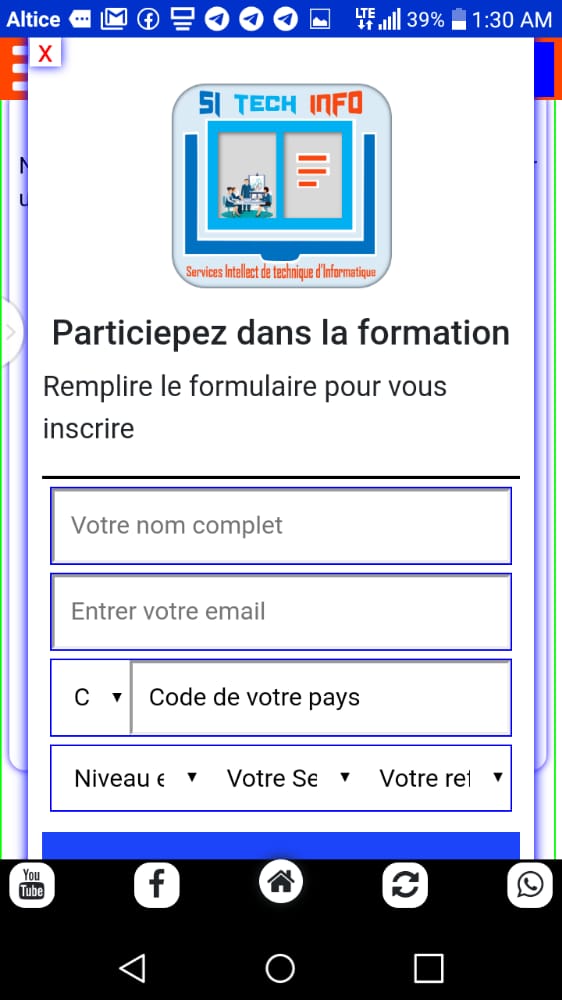 Altice LTE 39% 1:30 AM
X
SI TECH INFO
Services Intellect de technique d'Informatique
Particiepez dans la formation
Remplire le formulaire pour vous
inscrire
Votre nom complet
Entrer votre email
C Code de votre pays
Niveau e Votre Se Votre ref
You
Tube